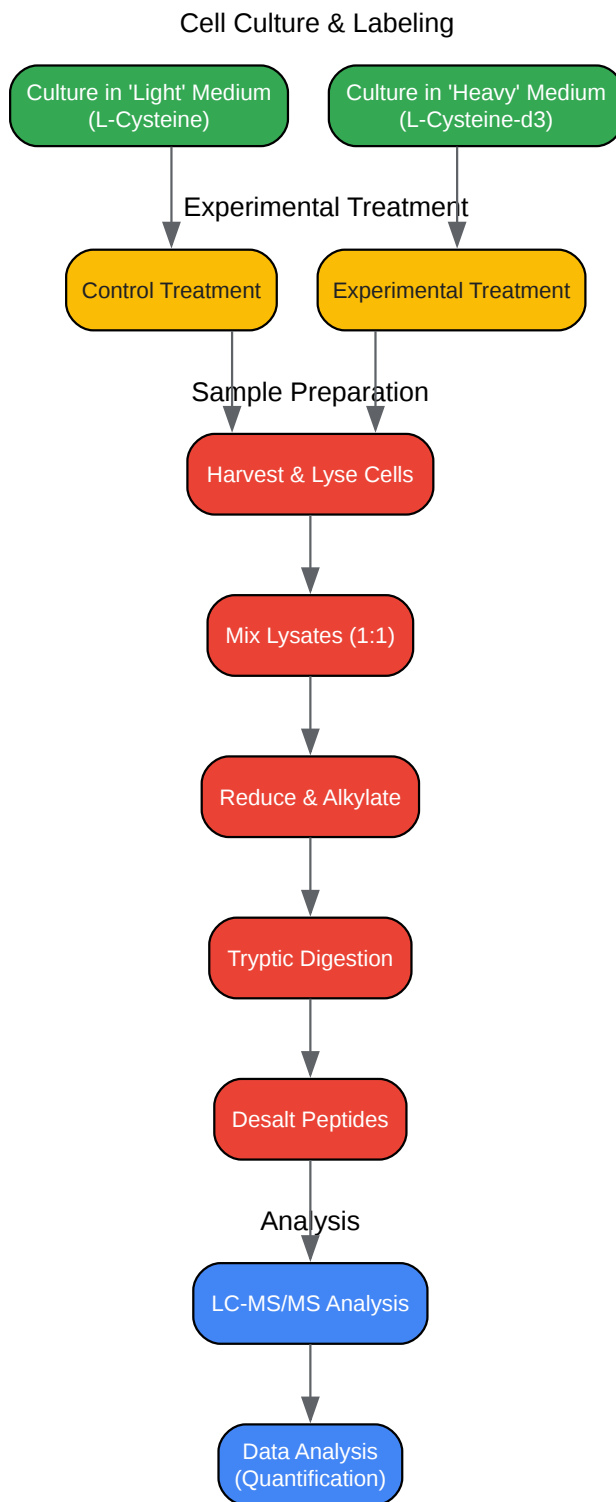 Cell Culture & Labeling
Culture in 'Light' Medium
(L-Cysteine)
Culture in 'Heavy' Medium
(L-Cysteine-d3)
Experimental Treatment
Control Treatment
Experimental Treatment
Sample Preparation
Harvest & Lyse Cells
Mix Lysates (1:1)
Reduce & Alkylate
Tryptic Digestion
Desalt Peptides
Analysis
LC-MS/MS Analysis
Data Analysis
(Quantification)